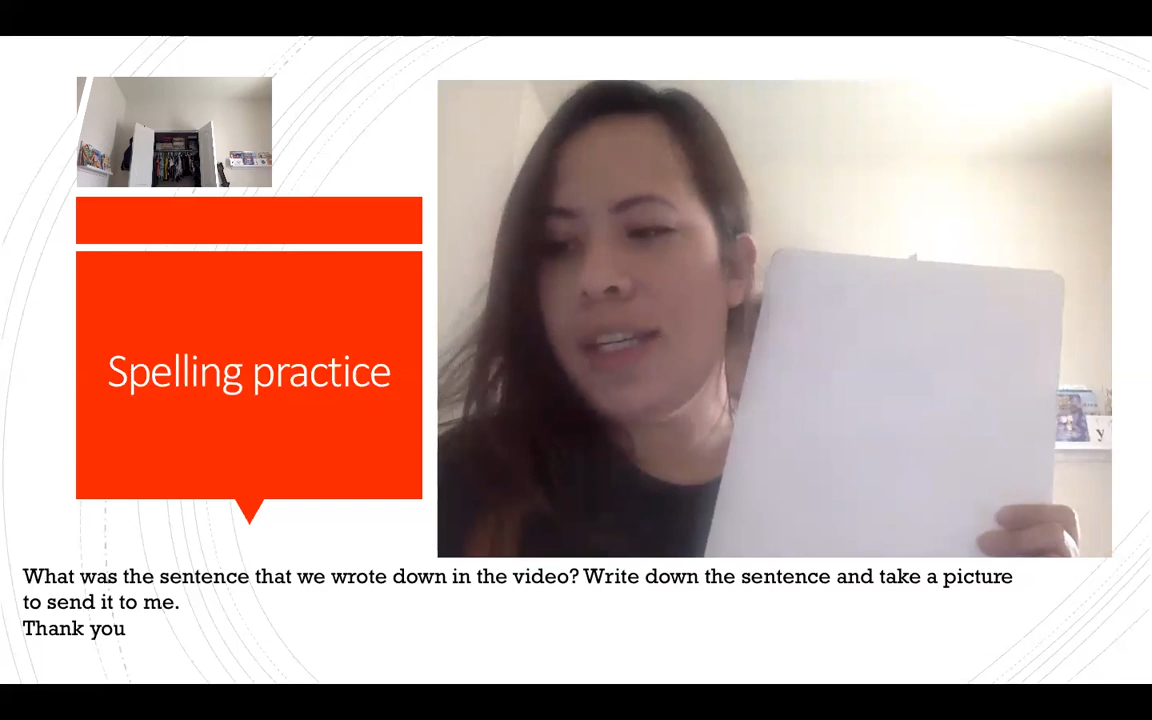 Spelling practice
What was the sentence that we wrote down in the video? Write down the sentence and take a picture
to send it to me.
Thank you
y